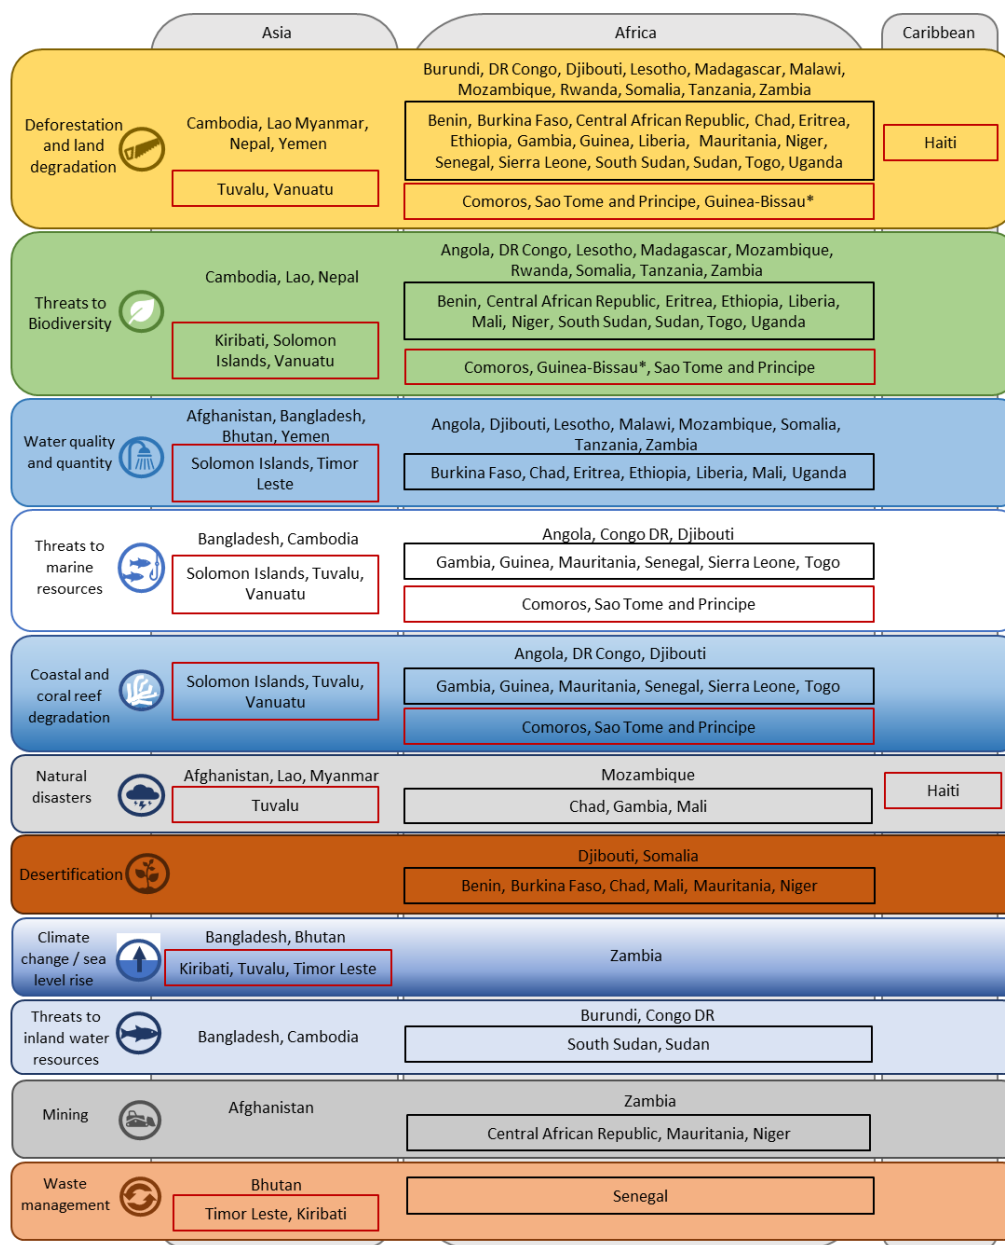 Asia
Africa
Caribbean
Deforestation
and land
degradation
Cambodia, Lao Myanmar,
Nepal, Yemen
Tuvalu, Vanuatu
Burundi, DR Congo, Djibouti, Lesotho, Madagascar, Malawi,
Mozambique, Rwanda, Somalia, Tanzania, Zambia
Benin, Burkina Faso, Central African Republic, Chad, Eritrea,
Ethiopia, Gambia, Guinea, Liberia, Mauritania, Niger,
Senegal, Sierra Leone, South Sudan, Sudan, Togo, Uganda
Comoros, Sao Tome and Principe, Guinea-Bissau*
Haiti
Threats to
Biodiversity
Cambodia, Lao, Nepal
Kiribati, Solomon
Islands, Vanuatu
Angola, DR Congo, Lesotho, Madagascar, Mozambique,
Rwanda, Somalia, Tanzania, Zambia
Benin, Central African Republic, Eritrea, Ethiopia, Liberia,
Mali, Niger, South Sudan, Sudan, Togo, Uganda
Comoros, Guinea-Bissau*, Sao Tome and Principe
Water quality
and quantity
Afghanistan, Bangladesh,
Bhutan, Yemen
Solomon Islands, Timor
Leste
Angola, Djibouti, Lesotho, Malawi, Mozambique, Somalia,
Tanzania, Zambia
Burkina Faso, Chad, Eritrea, Ethiopia, Liberia, Mali, Uganda
Threats to
marine
resources
Bangladesh, Cambodia
Solomon Islands, Tuvalu,
Vanuatu
Angola, Congo DR, Djibouti
Gambia, Guinea, Mauritania, Senegal, Sierra Leone, Togo
Comoros, Sao Tome and Principe
Coastal and
coral reef
degradation
Solomon Islands, Tuvalu,
Vanuatu
Angola, DR Congo, Djibouti
Gambia, Guinea, Mauritania, Senegal, Sierra Leone, Togo
Comoros, Sao Tome and Principe
Natural
disasters
Afghanistan, Lao, Myanmar
Tuvalu
Mozambique
Chad, Gambia, Mali
Haiti
Desertification
Djibouti, Somalia
Benin, Burkina Faso, Chad, Mali, Mauritania, Niger
Climate
change / sea
level rise
Bangladesh, Bhutan
Kiribati, Tuvalu, Timor Leste
Zambia
Threats to
inland water
resources
Bangladesh, Cambodia
Burundi, Congo DR
South Sudan, Sudan
Mining
Afghanistan
Zambia
Central African Republic, Mauritania, Niger
Waste
management
Bhutan
Timor Leste, Kiribati
Senegal